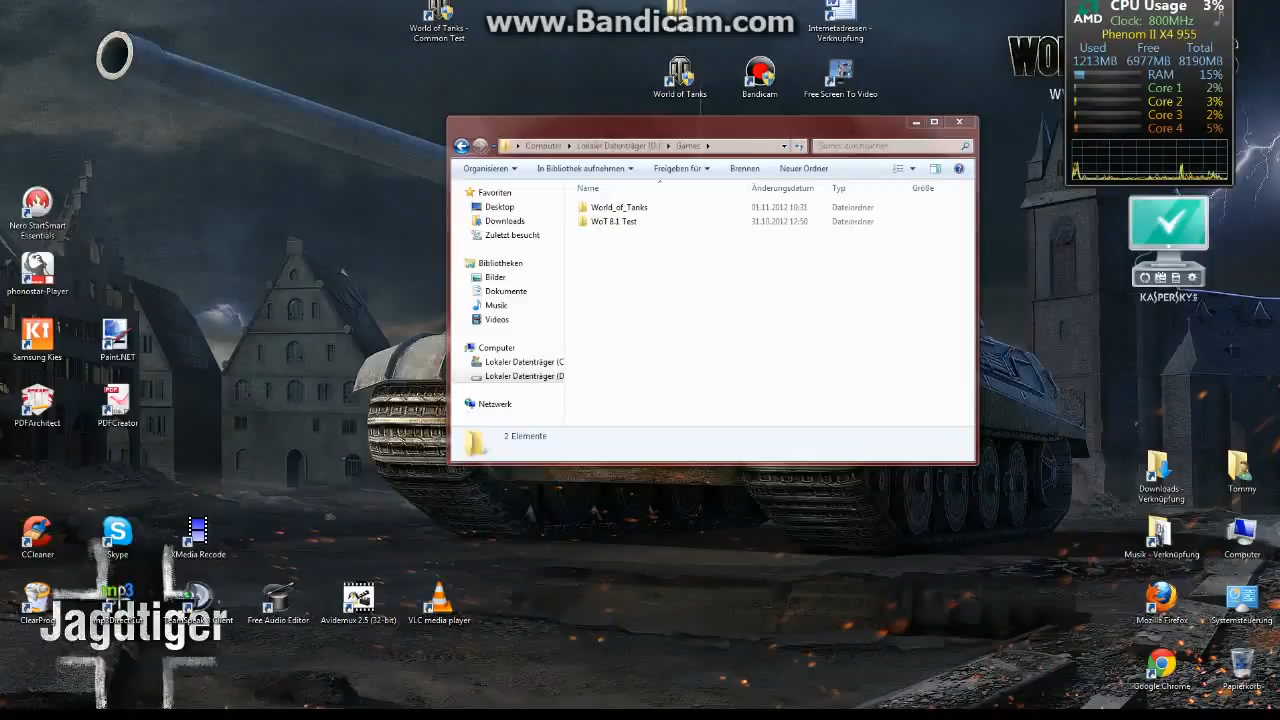 www.Bandicam.com
World of Tanks -
Common Test
Internetadressen -
Verknüpfung
World of Tanks
Bandicam
Free Screen To Video
CPU Usage 3%
AMD
Clock: 800MHz
Phenom II X4 955
Used Free Total
1213MB 6977MB 8190MB
RAM 15%
Core 1 2%
Core 2 3%
Core 3 2%
Core 4 5%
Computer Lokaler Datenträger (D:) Games
Games durchsuchen
Organisieren In Bibliothek aufnehmen Freigeben für Brennen Neuer Ordner
Name Änderungsdatum Typ Größe
World_of_Tanks 01.11.2012 10:31 Dateiordner
WoT 8.1 Test 31.10.2012 12:50 Dateiordner
Favoriten
Desktop
Downloads
Zuletzt besucht
Bibliotheken
Bilder
Dokumente
Musik
Videos
Computer
Lokaler Datenträger (C
Lokaler Datenträger (D
Netzwerk
2 Elemente
Nero StartSmart
Essentials
phonostar-Player
Samsung Kies
Paint.NET
PDFArchitect
PDFCreator
CCleaner
Skype
XMedia Recode
ClearProg
mp3DirectCut
TeamSpeak 3 Client
Free Audio Editor
Avidemux 2.5 (32-bit)
VLC media player
Jagdtiger
KASPERSKY
Downloads -
Verknüpfung
Tommy
Musik - Verknüpfung
Computer
Mozilla Firefox
Systemsteuerung
Google Chrome
Papierkorb